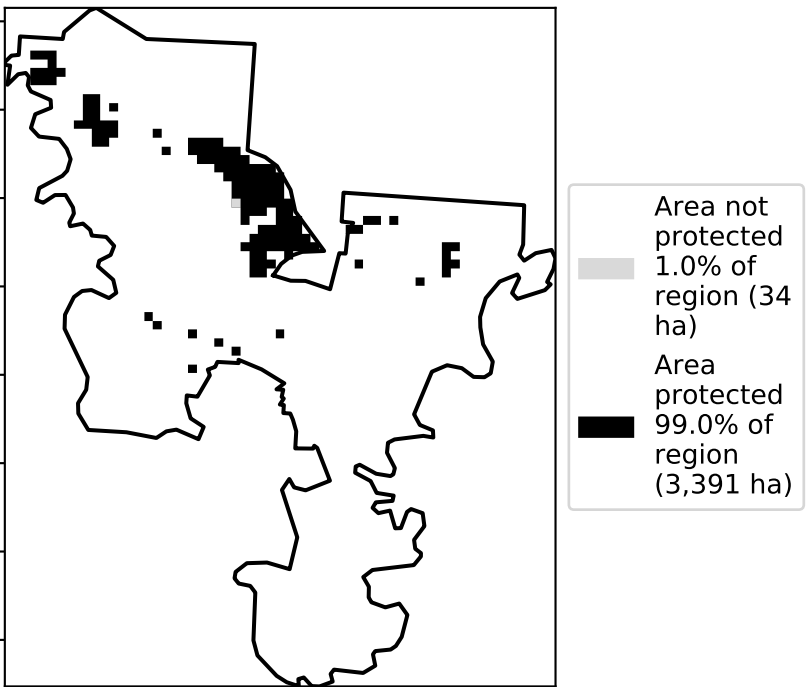 Area not
protected
1.0% of
region (34
ha)
Area
protected
99.0% of
region
(3,391 ha)